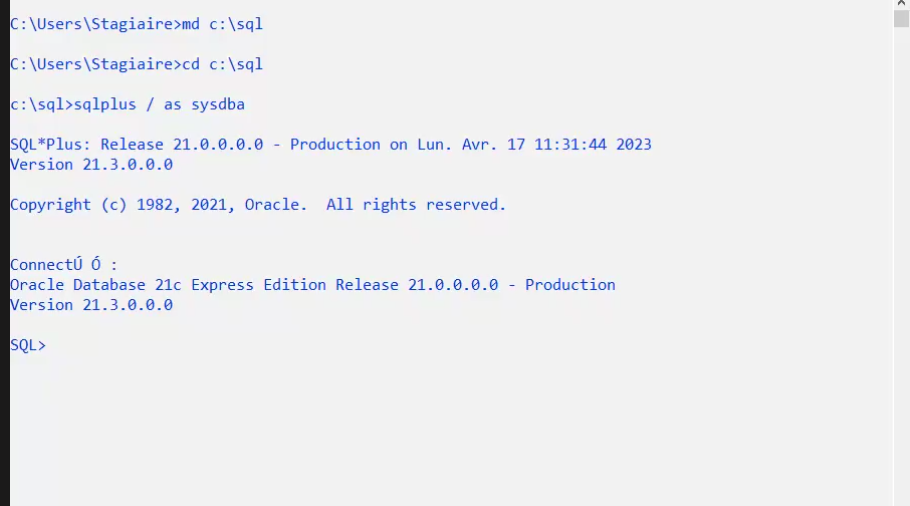 C:\Users\Stagiaire>md c:\sql
C:\Users\Stagiaire>cd c:\sql
c:\sql>sqlplus / as sysdba
SQL*Plus: Release 21.0.0.0.0 - Production on Lun. Avr. 17 11:31:44 2023
Version 21.3.0.0.0
Copyright (c) 1982, 2021, Oracle.  All rights reserved.
ConnectÚ Ó :
Oracle Database 21c Express Edition Release 21.0.0.0.0 - Production
Version 21.3.0.0.0
SQL>